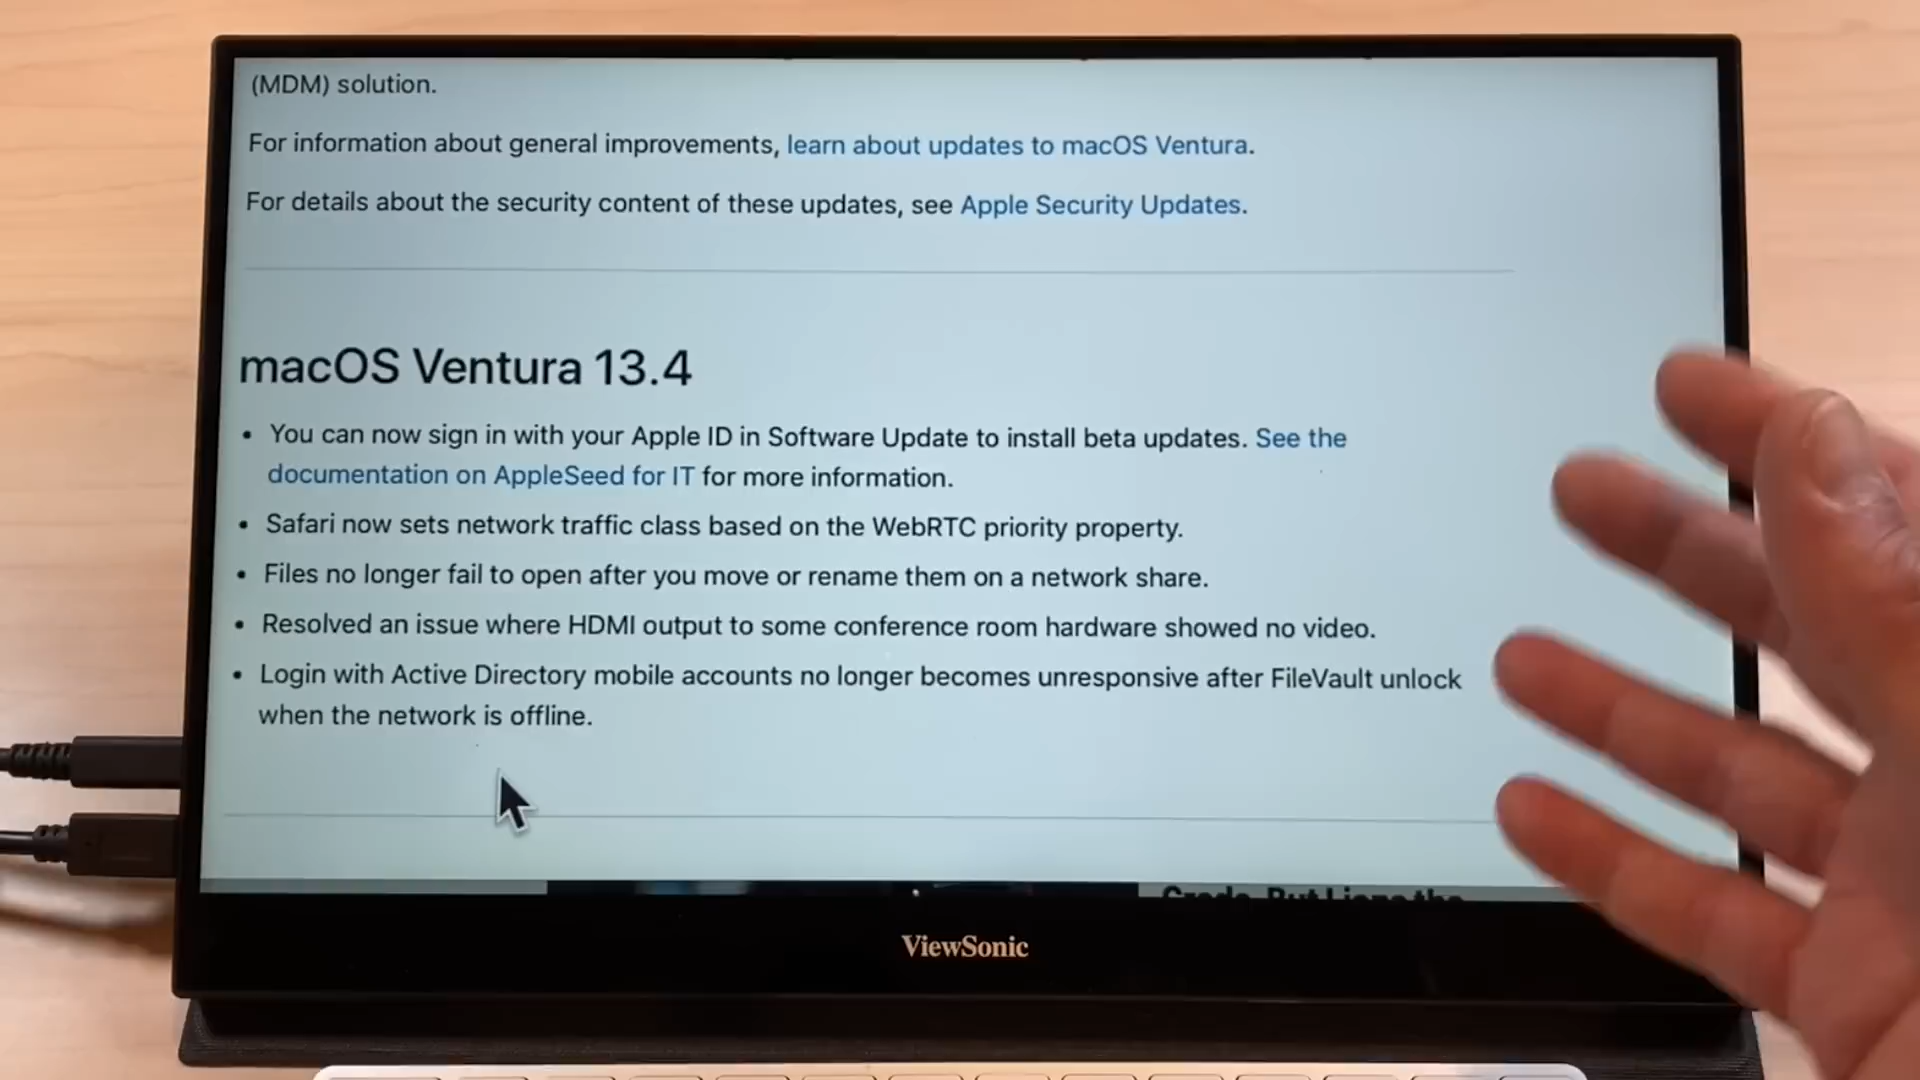 (MDM) solution.
For information about general improvements, learn about updates to macOS Ventura.
For details about the security content of these updates, see Apple Security Updates.
macOS Ventura 13.4
• You can now sign in with your Apple ID in Software Update to install beta updates. See the
documentation on AppleSeed for IT for more information.
• Safari now sets network traffic class based on the WebRTC priority property.
• Files no longer fail to open after you move or rename them on a network share.
• Resolved an issue where HDMI output to some conference room hardware showed no video.
• Login with Active Directory mobile accounts no longer becomes unresponsive after FileVault unlock
when the network is offline.
ViewSonic